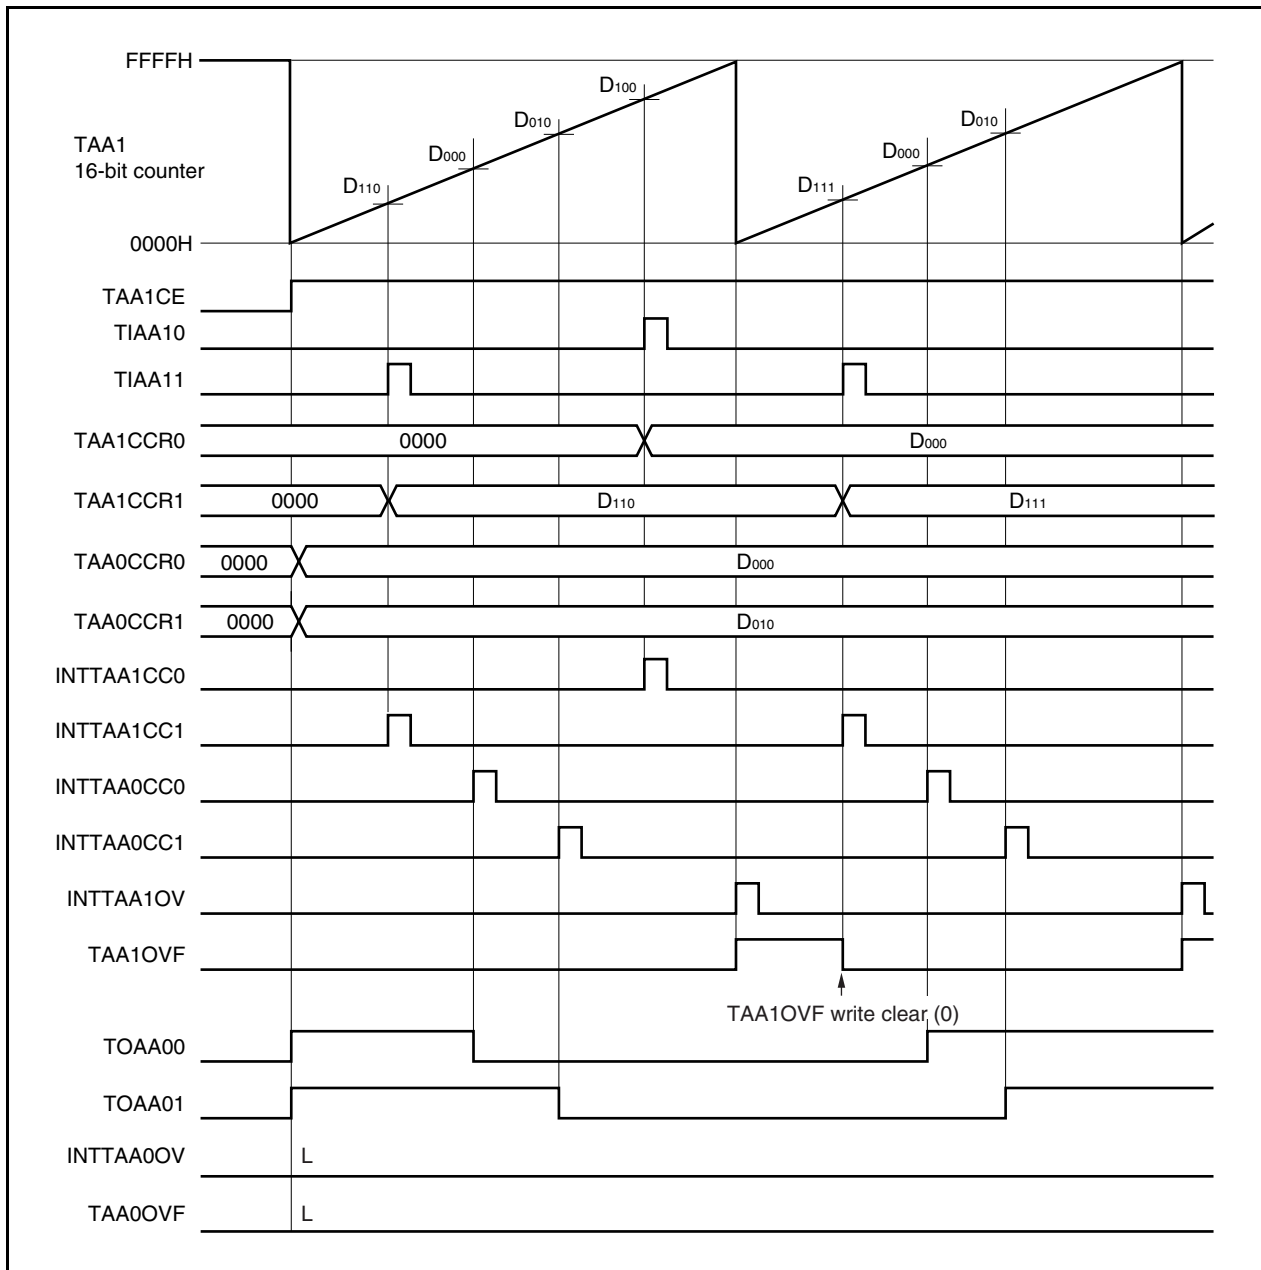 FFFFH
TAA1
16-bit counter
0000H
D110
D000
D010
D100
D111
D000
D010
TAA1CE
TIAA10
TIAA11
TAA1CCR0 0000 D000
TAA1CCR1 0000 D110 D111
TAA0CCR0 0000 D000
TAA0CCR1 0000 D010
INTTAA1CC0
INTTAA1CC1
INTTAA0CC0
INTTAA0CC1
INTTAA1OV
TAA1OVF
TAA1OVF write clear (0)
TOAA00
TOAA01
INTTAA0OV L
TAA0OVF L